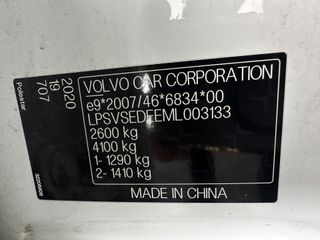 VOLVO CAR CORPORATION
e9*2007/46*6834*00
LPSVSEDEEML003133
2600 kg
4100 kg
1- 1290 kg
2- 1410 kg
MADE IN CHINA
2020
19
707
Polestar